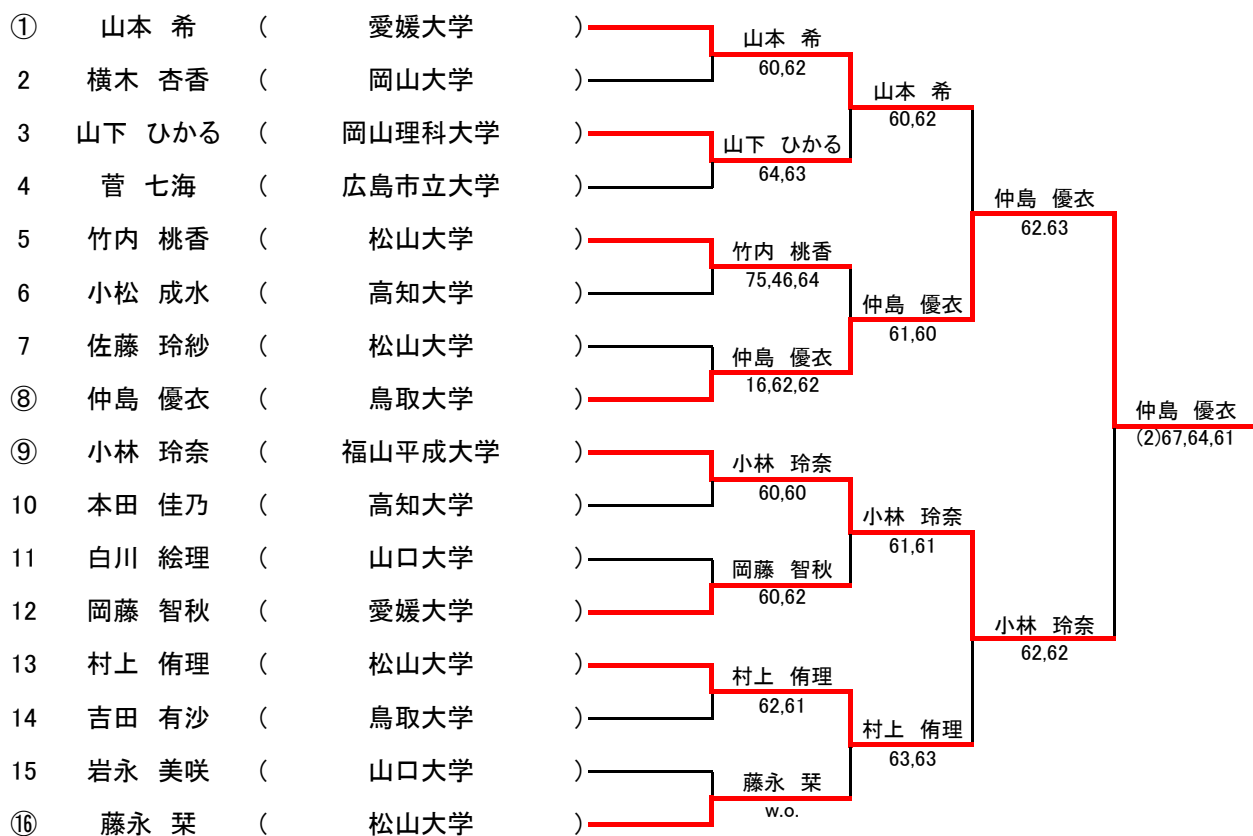 ① 山本 希 ( 愛媛大学 )
2 横木 杏香 ( 岡山大学 )
3 山下 ひかる ( 岡山理科大学 )
4 菅 七海 ( 広島市立大学 )
5 竹内 桃香 ( 松山大学 )
6 小松 成水 ( 高知大学 )
7 佐藤 玲紗 ( 松山大学 )
⑧ 仲島 優衣 ( 鳥取大学 )
⑨ 小林 玲奈 ( 福山平成大学 )
10 本田 佳乃 ( 高知大学 )
11 白川 絵理 ( 山口大学 )
12 岡藤 智秋 ( 愛媛大学 )
13 村上 侑理 ( 松山大学 )
14 吉田 有沙 ( 鳥取大学 )
15 岩永 美咲 ( 山口大学 )
⑯ 藤永 栞 ( 松山大学 )
山本 希
60,62
山下 ひかる
64,63
竹内 桃香
75,46,64
仲島 優衣
16,62,62
小林 玲奈
60,60
岡藤 智秋
60,62
村上 侑理
62,61
藤永 栞
w.o.
山本 希
60,62
仲島 優衣
61,60
小林 玲奈
61,61
村上 侑理
63,63
仲島 優衣
62.63
小林 玲奈
62,62
仲島 優衣
(2)67,64,61